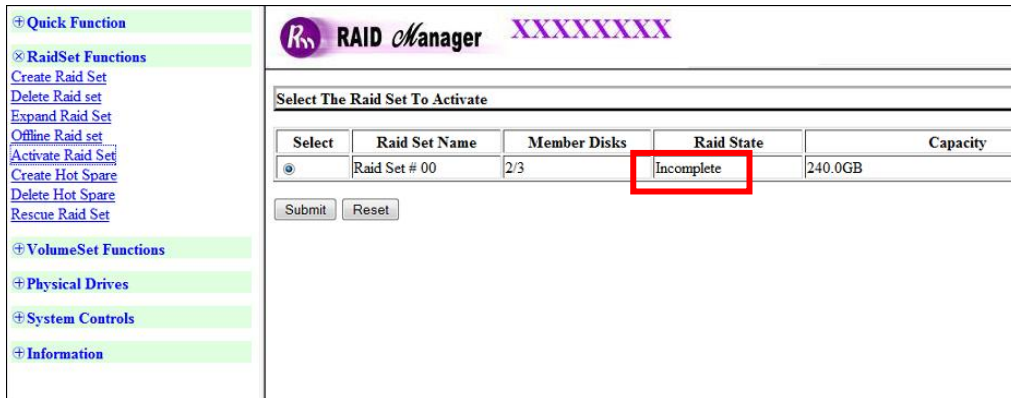 Quick Function
RaidSet Functions
Create Raid Set
Delete Raid set
Expand Raid Set
Offline Raid set
Activate Raid Set
Create Hot Spare
Delete Hot Spare
Rescue Raid Set
VolumeSet Functions
Physical Drives
System Controls
Information
Rm RAID Manager XXXXXXXX
Select The Raid Set To Activate
Select Raid Set Name Member Disks Raid State Capacity
Raid Set # 00 2/3 Incomplete 240.0GB
Submit Reset